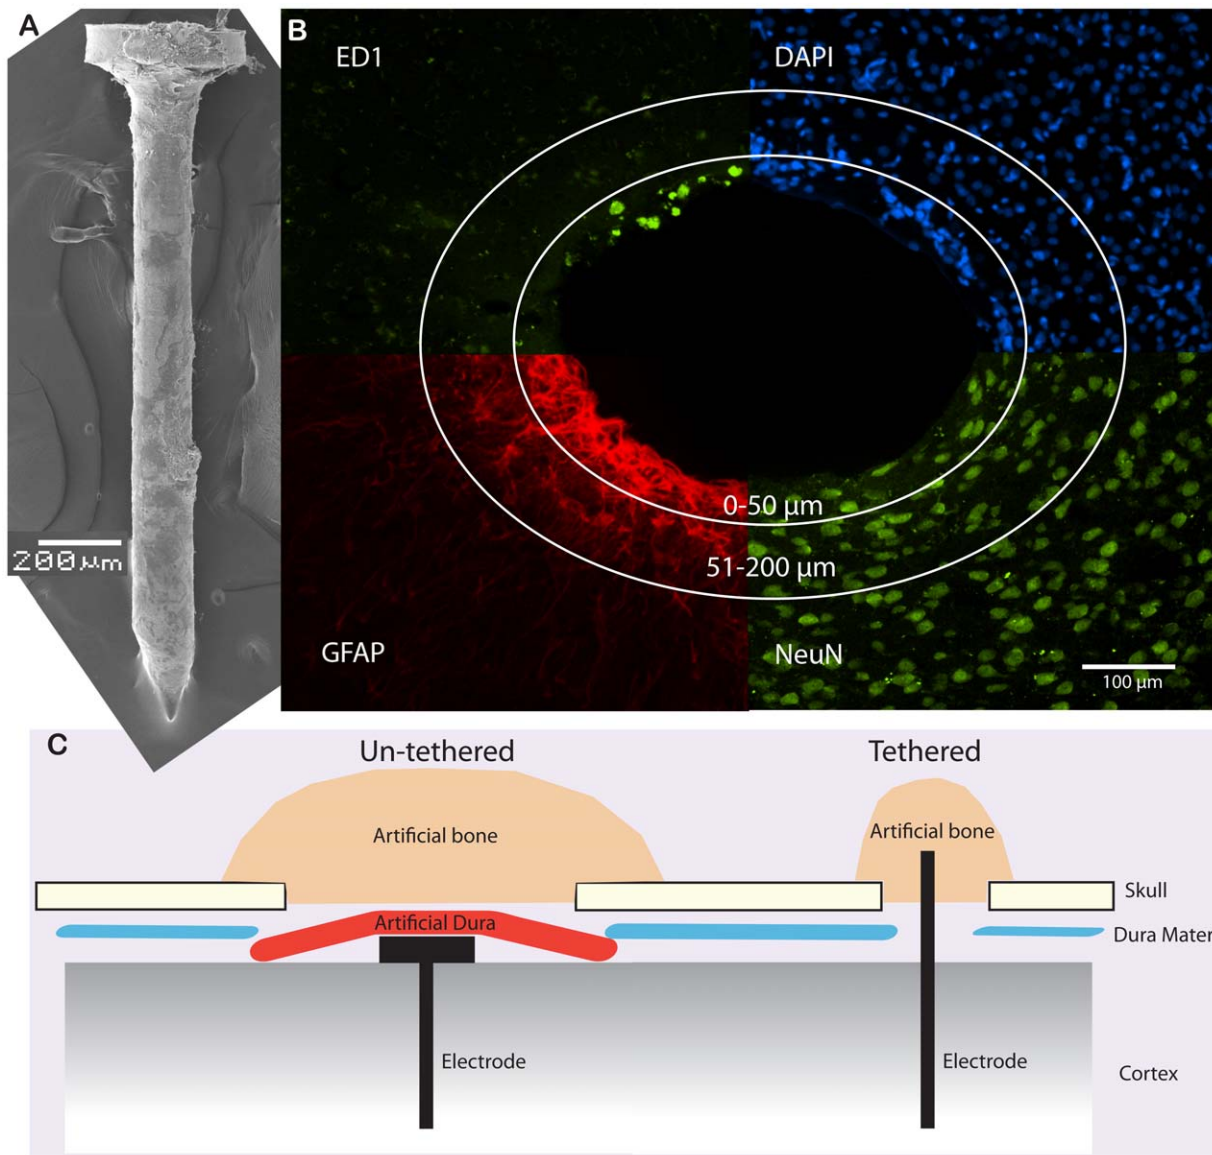 A
200μm
B
ED1
DAPI
0-50 μm
51-200 μm
GFAP
NeuN
100 μm
C
Un-tethered
Tethered
Artificial bone
Artificial bone
Skull
Artificial Dura
Dura Mater
Electrode
Electrode
Cortex